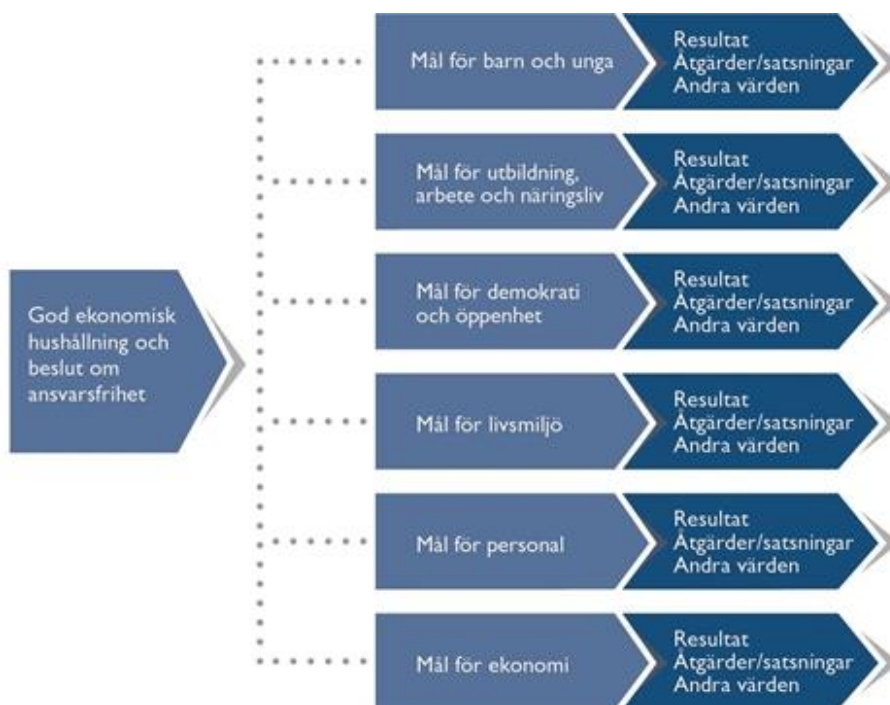 God ekonomisk
hushållning och
beslut om
ansvarsfrihet
Mål för barn och unga
Resultat
Åtgärder/satsningar
Andra värden
Mål för utbildning,
arbete och näringsliv
Resultat
Åtgärder/satsningar
Andra värden
Mål för demokrati
och öppenhet
Resultat
Åtgärder/satsningar
Andra värden
Mål för livsmiljö
Resultat
Åtgärder/satsningar
Andra värden
Mål för personal
Resultat
Åtgärder/satsningar
Andra värden
Mål för ekonomi
Resultat
Åtgärder/satsningar
Andra värden